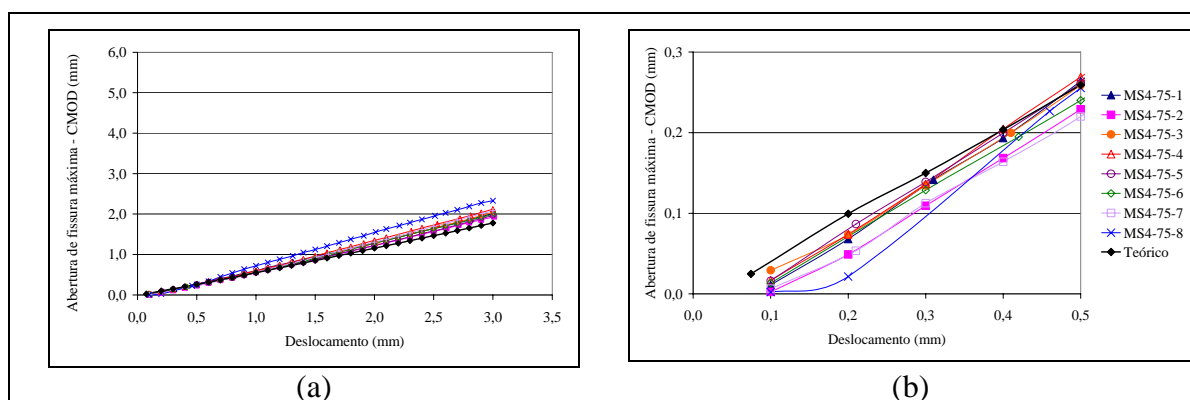 Abertura de fissura máxima - CMOD (mm)
6,0
5,0
4,0
3,0
2,0
1,0
0,0
0,0 0,5 1,0 1,5 2,0 2,5 3,0 3,5
Deslocamento (mm)
(a)
Abertura de fissura máxima - CMOD (mm)
0,3
0,2
0,1
0,0
0,0 0,1 0,2 0,3 0,4 0,5
Deslocamento (mm)
MS4-75-1
MS4-75-2
MS4-75-3
MS4-75-4
MS4-75-5
MS4-75-6
MS4-75-7
MS4-75-8
Teórico
(b)